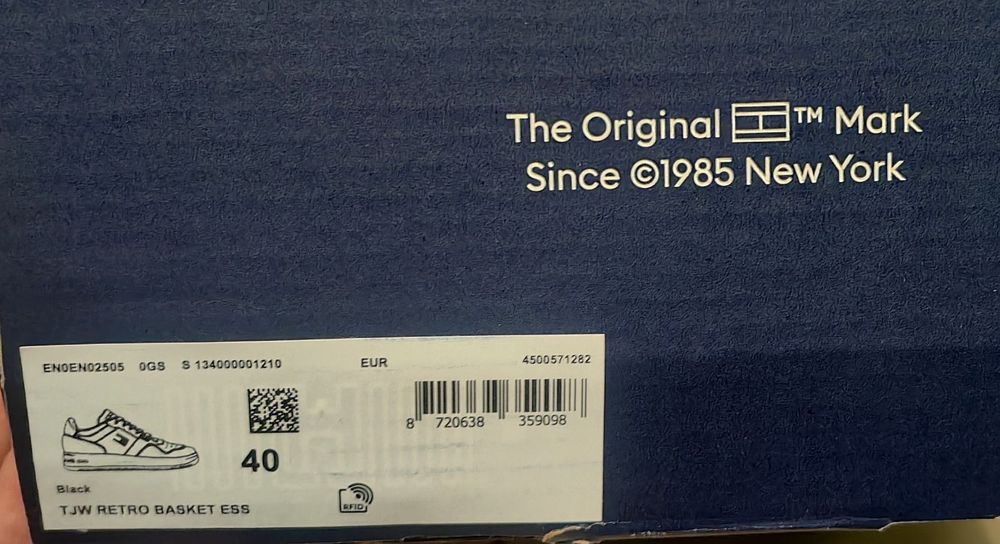 The Original ™ Mark
Since ©1985 New York
EN0EN02505 0GS S 134000001210 EUR 4500571282
8 720638 359098
40
Black
TJW RETRO BASKET ESS
RFID